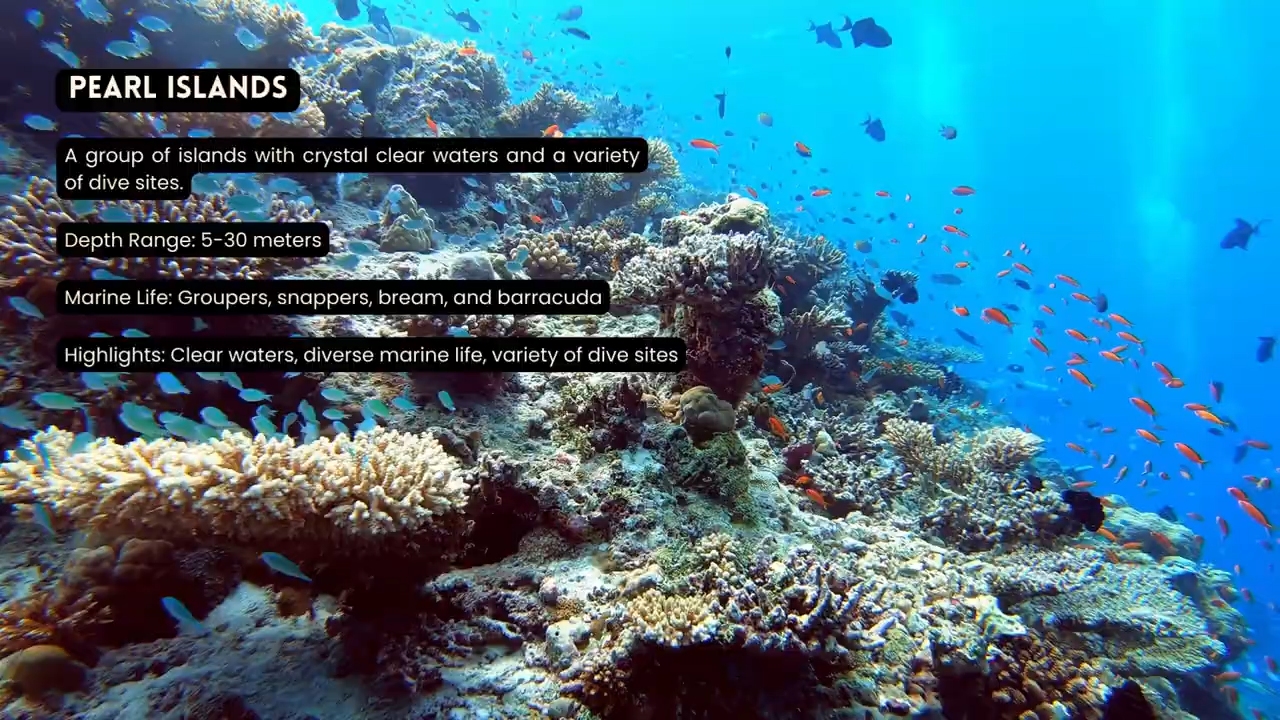 PEARL ISLANDS
A group of islands with crystal clear waters and a variety
of dive sites.
Depth Range: 5-30 meters
Marine Life: Groupers, snappers, bream, and barracuda
Highlights: Clear waters, diverse marine life, variety of dive sites